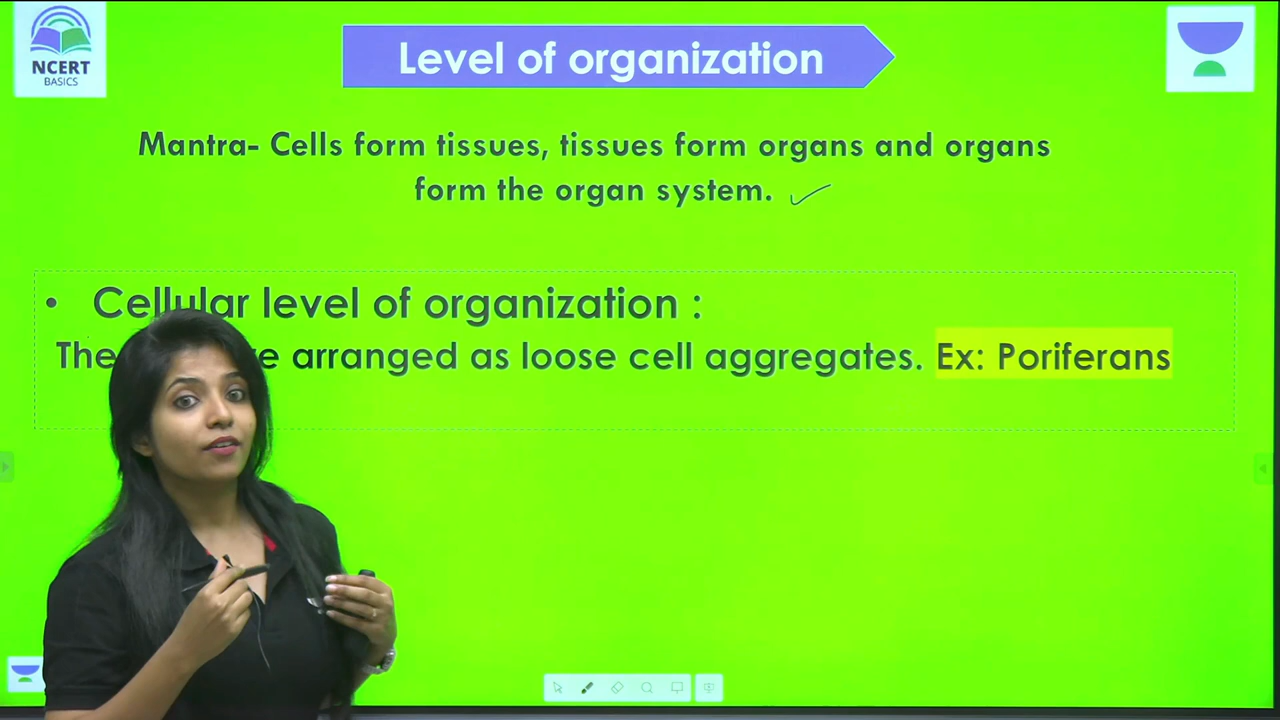 NCERT
BASICS
Level of organization
Mantra- Cells form tissues, tissues form organs and organs
form the organ system.
• Cellular level of organization :
The arranged as loose cell aggregates. Ex: Poriferans